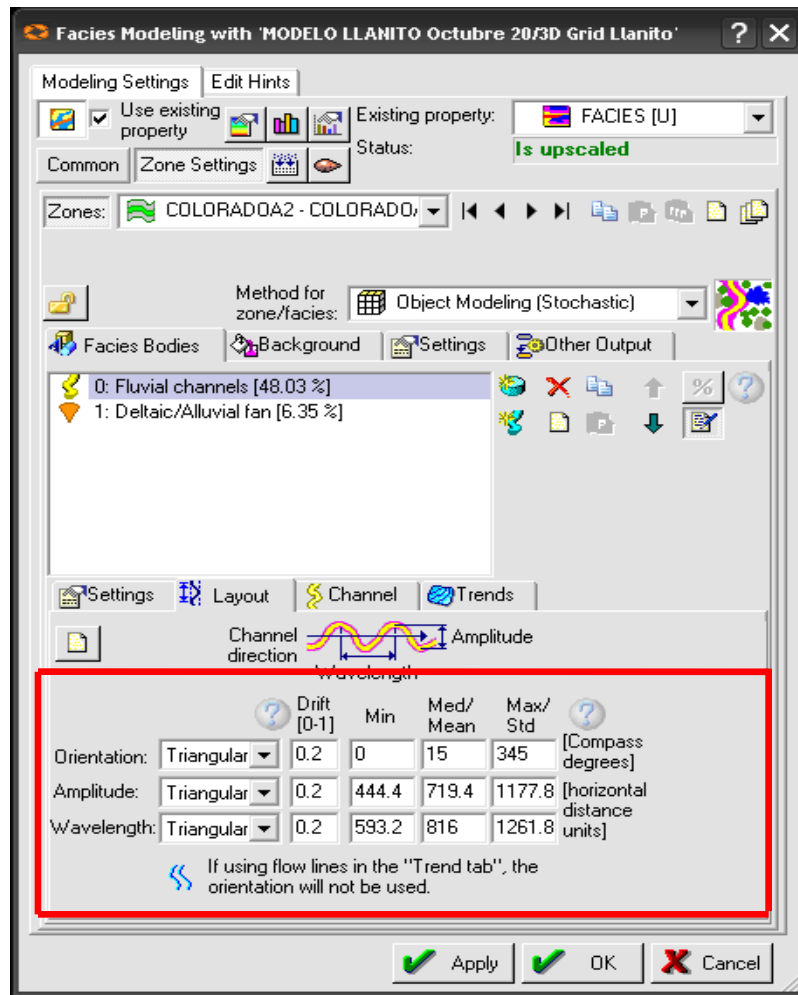 Facies Modeling with 'MODELO LLANITO Octubre 20/3D Grid Llanito'
Modeling Settings Edit Hints
Use existing property Existing property: FACIES [U]
Common Zone Settings Status: Is upscaled
Zones: COLORADOA2 - COLORADO
Method for zone/facies: Object Modeling (Stochastic)
Facies Bodies Background Settings Other Output
0: Fluvial channels [48.03 %]
1: Deltaic/Alluvial fan [6.35 %]
%
Settings Layout Channel Trends
Channel direction Amplitude
Wavelength
Drift [0-1] Min Med/Mean Max/Std
Orientation: Triangular 0.2 0 15 345 [Compass degrees]
Amplitude: Triangular 0.2 444.4 719.4 1177.8 [horizontal distance units]
Wavelength: Triangular 0.2 593.2 816 1261.8
If using flow lines in the "Trend tab", the
orientation will not be used.
Apply OK Cancel